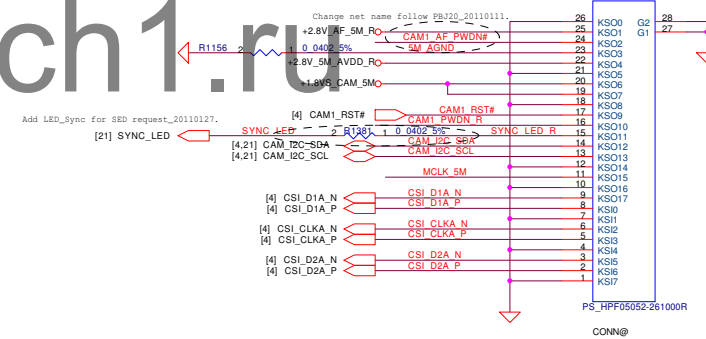 ch1.ru
Change net name follow PBJ20_20110111.
+2.8V_AF_5M_R
CAM1_AF_PWDN#
R1156 2 1 0_0402_5% 5M_AGND
+2.8V_5M_AVDD_R
+1.8VS_CAM_5M
Add LED_Sync for SED request_20110127.
[4] CAM1_RST# CAM1_RST#
CAM1_PWDN_R
[21] SYNC_LED SYNC_LED 2 R1381 1 0_0402_5% SYNC_LED_R
[4,21] CAM_I2C_SDA CAM_I2C_SDA
[4,21] CAM_I2C_SCL CAM_I2C_SCL
MCLK_5M
[4] CSI_D1A_N CSI_D1A_N
[4] CSI_D1A_P CSI_D1A_P
[4] CSI_CLKA_N CSI_CLKA_N
[4] CSI_CLKA_P CSI_CLKA_P
[4] CSI_D2A_N CSI_D2A_N
[4] CSI_D2A_P CSI_D2A_P
26 KSO0 G2 28
25 KSO1 G1 27
24 KSO2
23 KSO3
22 KSO4
21 KSO5
20 KSO6
19 KSO7
18 KSO8
17 KSO9
16 KSO10
15 KSO11
14 KSO12
13 KSO13
12 KSO14
11 KSO15
10 KSO16
9 KSO17
8 KSI0
7 KSI1
6 KSI2
5 KSI3
4 KSI4
3 KSI5
2 KSI6
1 KSI7
PS_HPF05052-261000R
CONN@